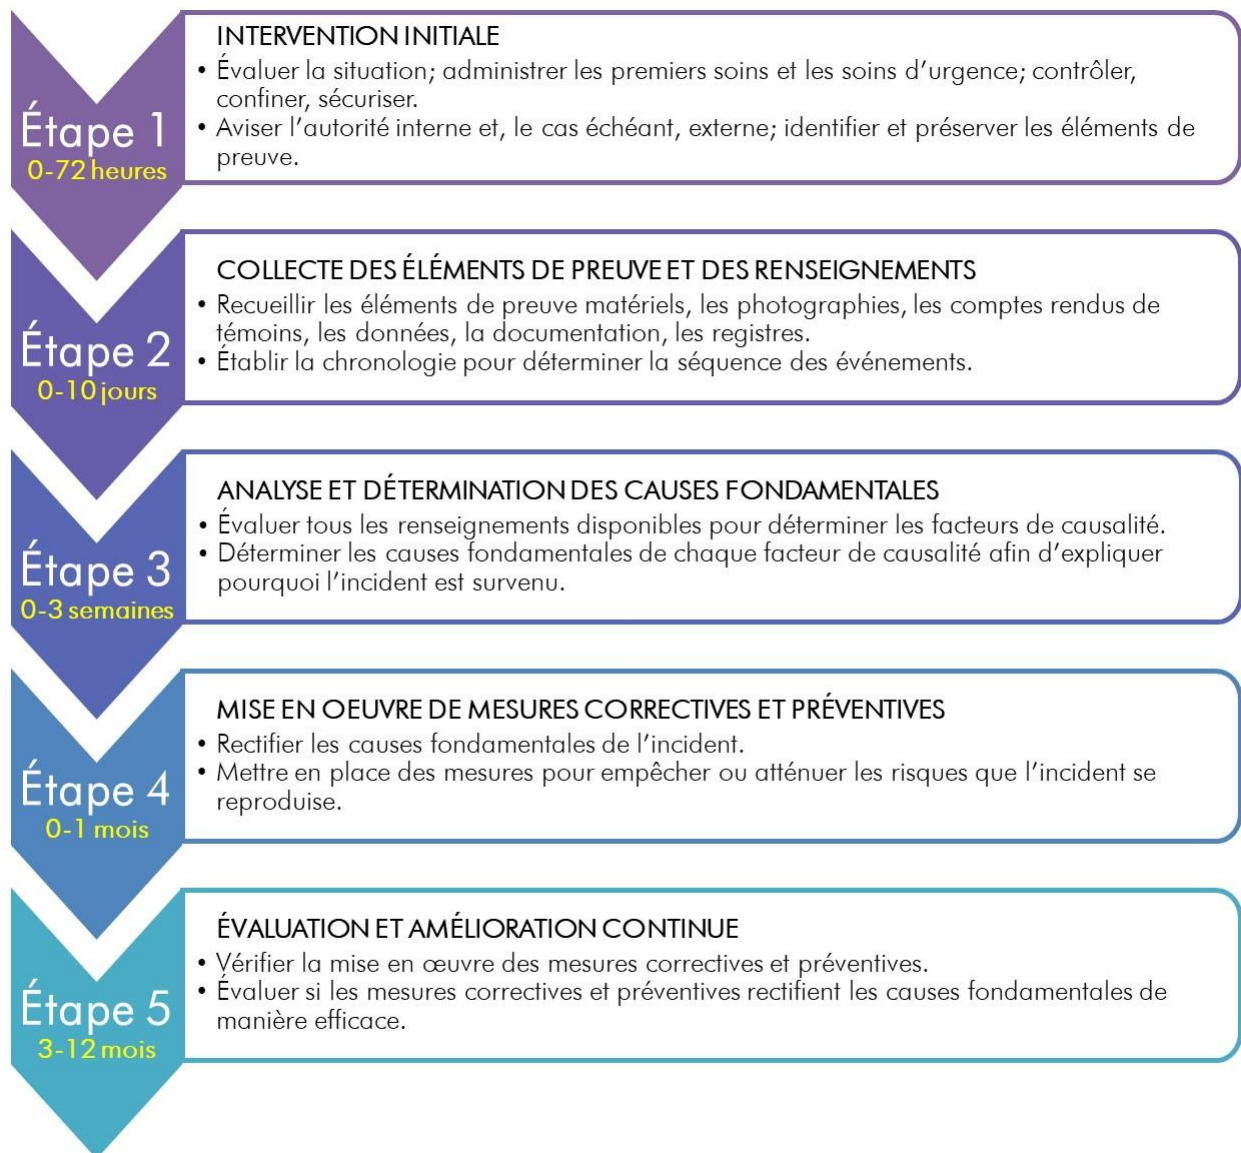 Étape 1
0-72 heures
INTERVENTION INITIALE
• Évaluer la situation; administrer les premiers soins et les soins d’urgence; contrôler,
confiner, sécuriser.
• Aviser l’autorité interne et, le cas échéant, externe; identifier et préserver les éléments de
preuve.
Étape 2
0-10 jours
COLLECTE DES ÉLÉMENTS DE PREUVE ET DES RENSEIGNEMENTS
• Recueillir les éléments de preuve matériels, les photographies, les comptes rendus de
témoins, les données, la documentation, les registres.
• Établir la chronologie pour déterminer la séquence des événements.
Étape 3
0-3 semaines
ANALYSE ET DÉTERMINATION DES CAUSES FONDAMENTALES
• Évaluer tous les renseignements disponibles pour déterminer les facteurs de causalité.
• Déterminer les causes fondamentales de chaque facteur de causalité afin d’expliquer
pourquoi l’incident est survenu.
Étape 4
0-1 mois
MISE EN OEUVRE DE MESURES CORRECTIVES ET PRÉVENTIVES
• Rectifier les causes fondamentales de l’incident.
• Mettre en place des mesures pour empêcher ou atténuer les risques que l’incident se
reproduise.
Étape 5
3-12 mois
ÉVALUATION ET AMÉLIORATION CONTINUE
• Vérifier la mise en œuvre des mesures correctives et préventives.
• Évaluer si les mesures correctives et préventives rectifient les causes fondamentales de
manière efficace.